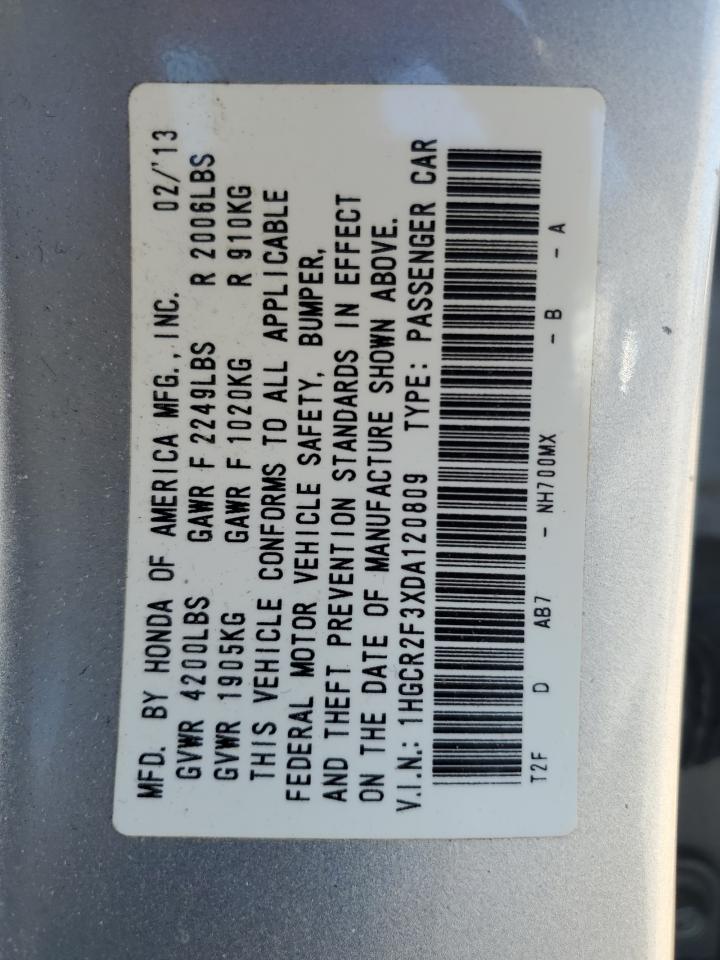 MFD. BY HONDA OF AMERICA MFG., INC. 02/'13
GVWR 4200LBS GAWR F 2249LBS R 2006LBS
GVWR 1905KG GAWR F 1020KG R 910KG
THIS VEHICLE CONFORMS TO ALL APPLICABLE
FEDERAL MOTOR VEHICLE SAFETY, BUMPER,
AND THEFT PREVENTION STANDARDS IN EFFECT
ON THE DATE OF MANUFACTURE SHOWN ABOVE.
V.I.N.: 1HGCR2F3XDA120809 TYPE: PASSENGER CAR
T2F D AB7 - NH700MX - B - A